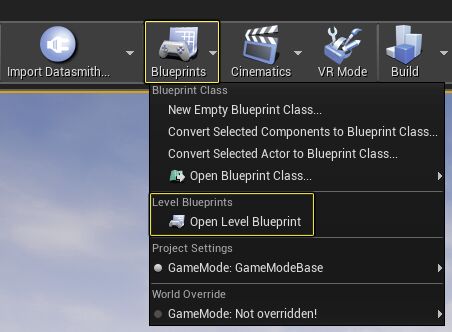 Import Datasmith...
Blueprints
Cinematics
VR Mode
Build
Blueprint Class
New Empty Blueprint Class...
Convert Selected Components to Blueprint Class...
Convert Selected Actor to Blueprint Class...
Open Blueprint Class...
Level Blueprints
Open Level Blueprint
Project Settings
GameMode: GameModeBase
World Override
GameMode: Not overridden!